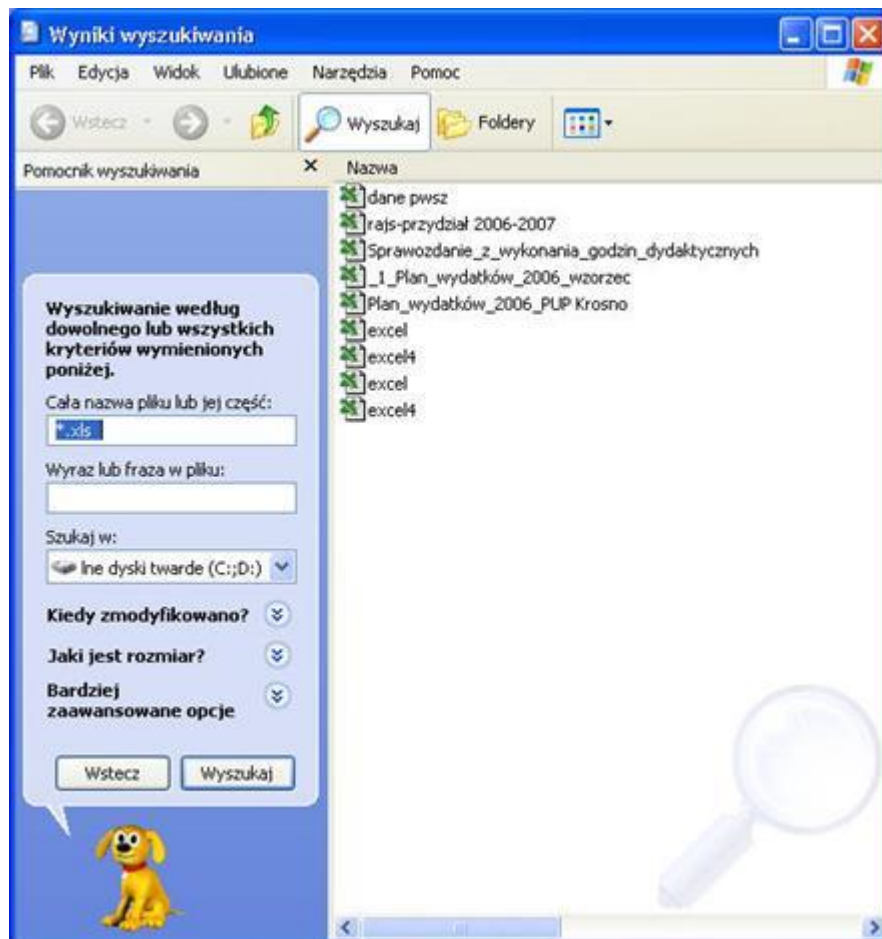 Wyniki wyszukiwania
Plik Edycja Widok Ulubione Narzędzia Pomoc
Wstecz Wyszukaj Foldery
Pomocnik wyszukiwania
Wyszukiwanie według
dowolnego lub wszystkich
kryteriów wymienionych
poniżej.
Cała nazwa pliku lub jej część:
*.xls
Wyraz lub fraza w pliku:
Szukaj w:
lne dyski twarde (C:;D:)
Kiedy zmodyfikowano?
Jaki jest rozmiar?
Bardziej
zaawansowane opcje
Wstecz Wyszukaj
Nazwa
dane pwsz
rajs-przydział 2006-2007
Sprawozdanie_z_wykonania_godzin_dydaktycznych
_1_Plan_wydatków_2006_wzorzec
Plan_wydatków_2006_PUP Krosno
excel
excel4
excel
excel4